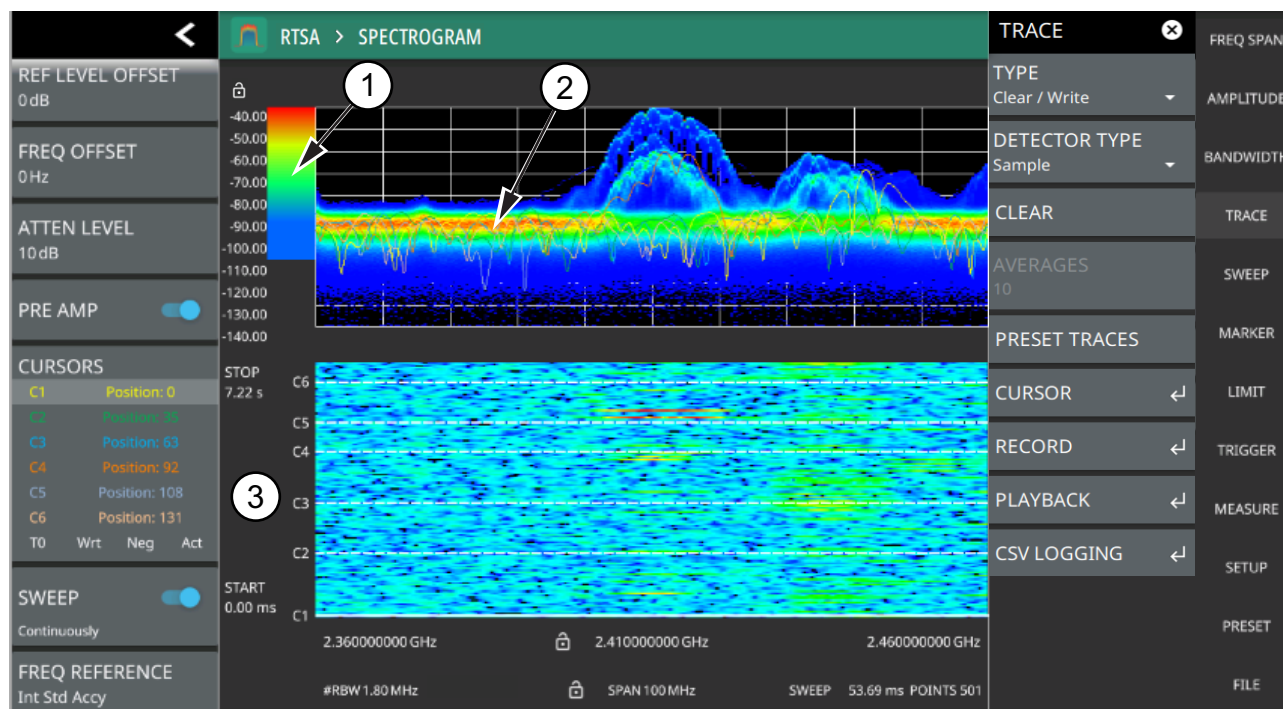 RTSA > SPECTROGRAM
REF LEVEL OFFSET
0 dB
FREQ OFFSET
0 Hz
ATTEN LEVEL
10 dB
PRE AMP
CURSORS
C1 Position: 0
C2 Position: 35
C3 Position: 63
C4 Position: 92
C5 Position: 108
C6 Position: 131
T0 Wrt Neg Act
SWEEP
Continuously
FREQ REFERENCE
Int Std Accy
1
2
-40.00
-50.00
-60.00
-70.00
-80.00
-90.00
-100.00
-110.00
-120.00
-130.00
-140.00
STOP
7.22 s
3
START
0.00 ms
C6
C5
C4
C3
C2
C1
2.360000000 GHz 2.410000000 GHz 2.460000000 GHz
#RBW 1.80 MHz SPAN 100 MHz SWEEP 53.69 ms POINTS 501
TRACE
TYPE
Clear / Write
DETECTOR TYPE
Sample
CLEAR
AVERAGES
10
PRESET TRACES
CURSOR
RECORD
PLAYBACK
CSV LOGGING
FREQ SPAN
AMPLITUDE
BANDWIDTH
TRACE
SWEEP
MARKER
LIMIT
TRIGGER
MEASURE
SETUP
PRESET
FILE